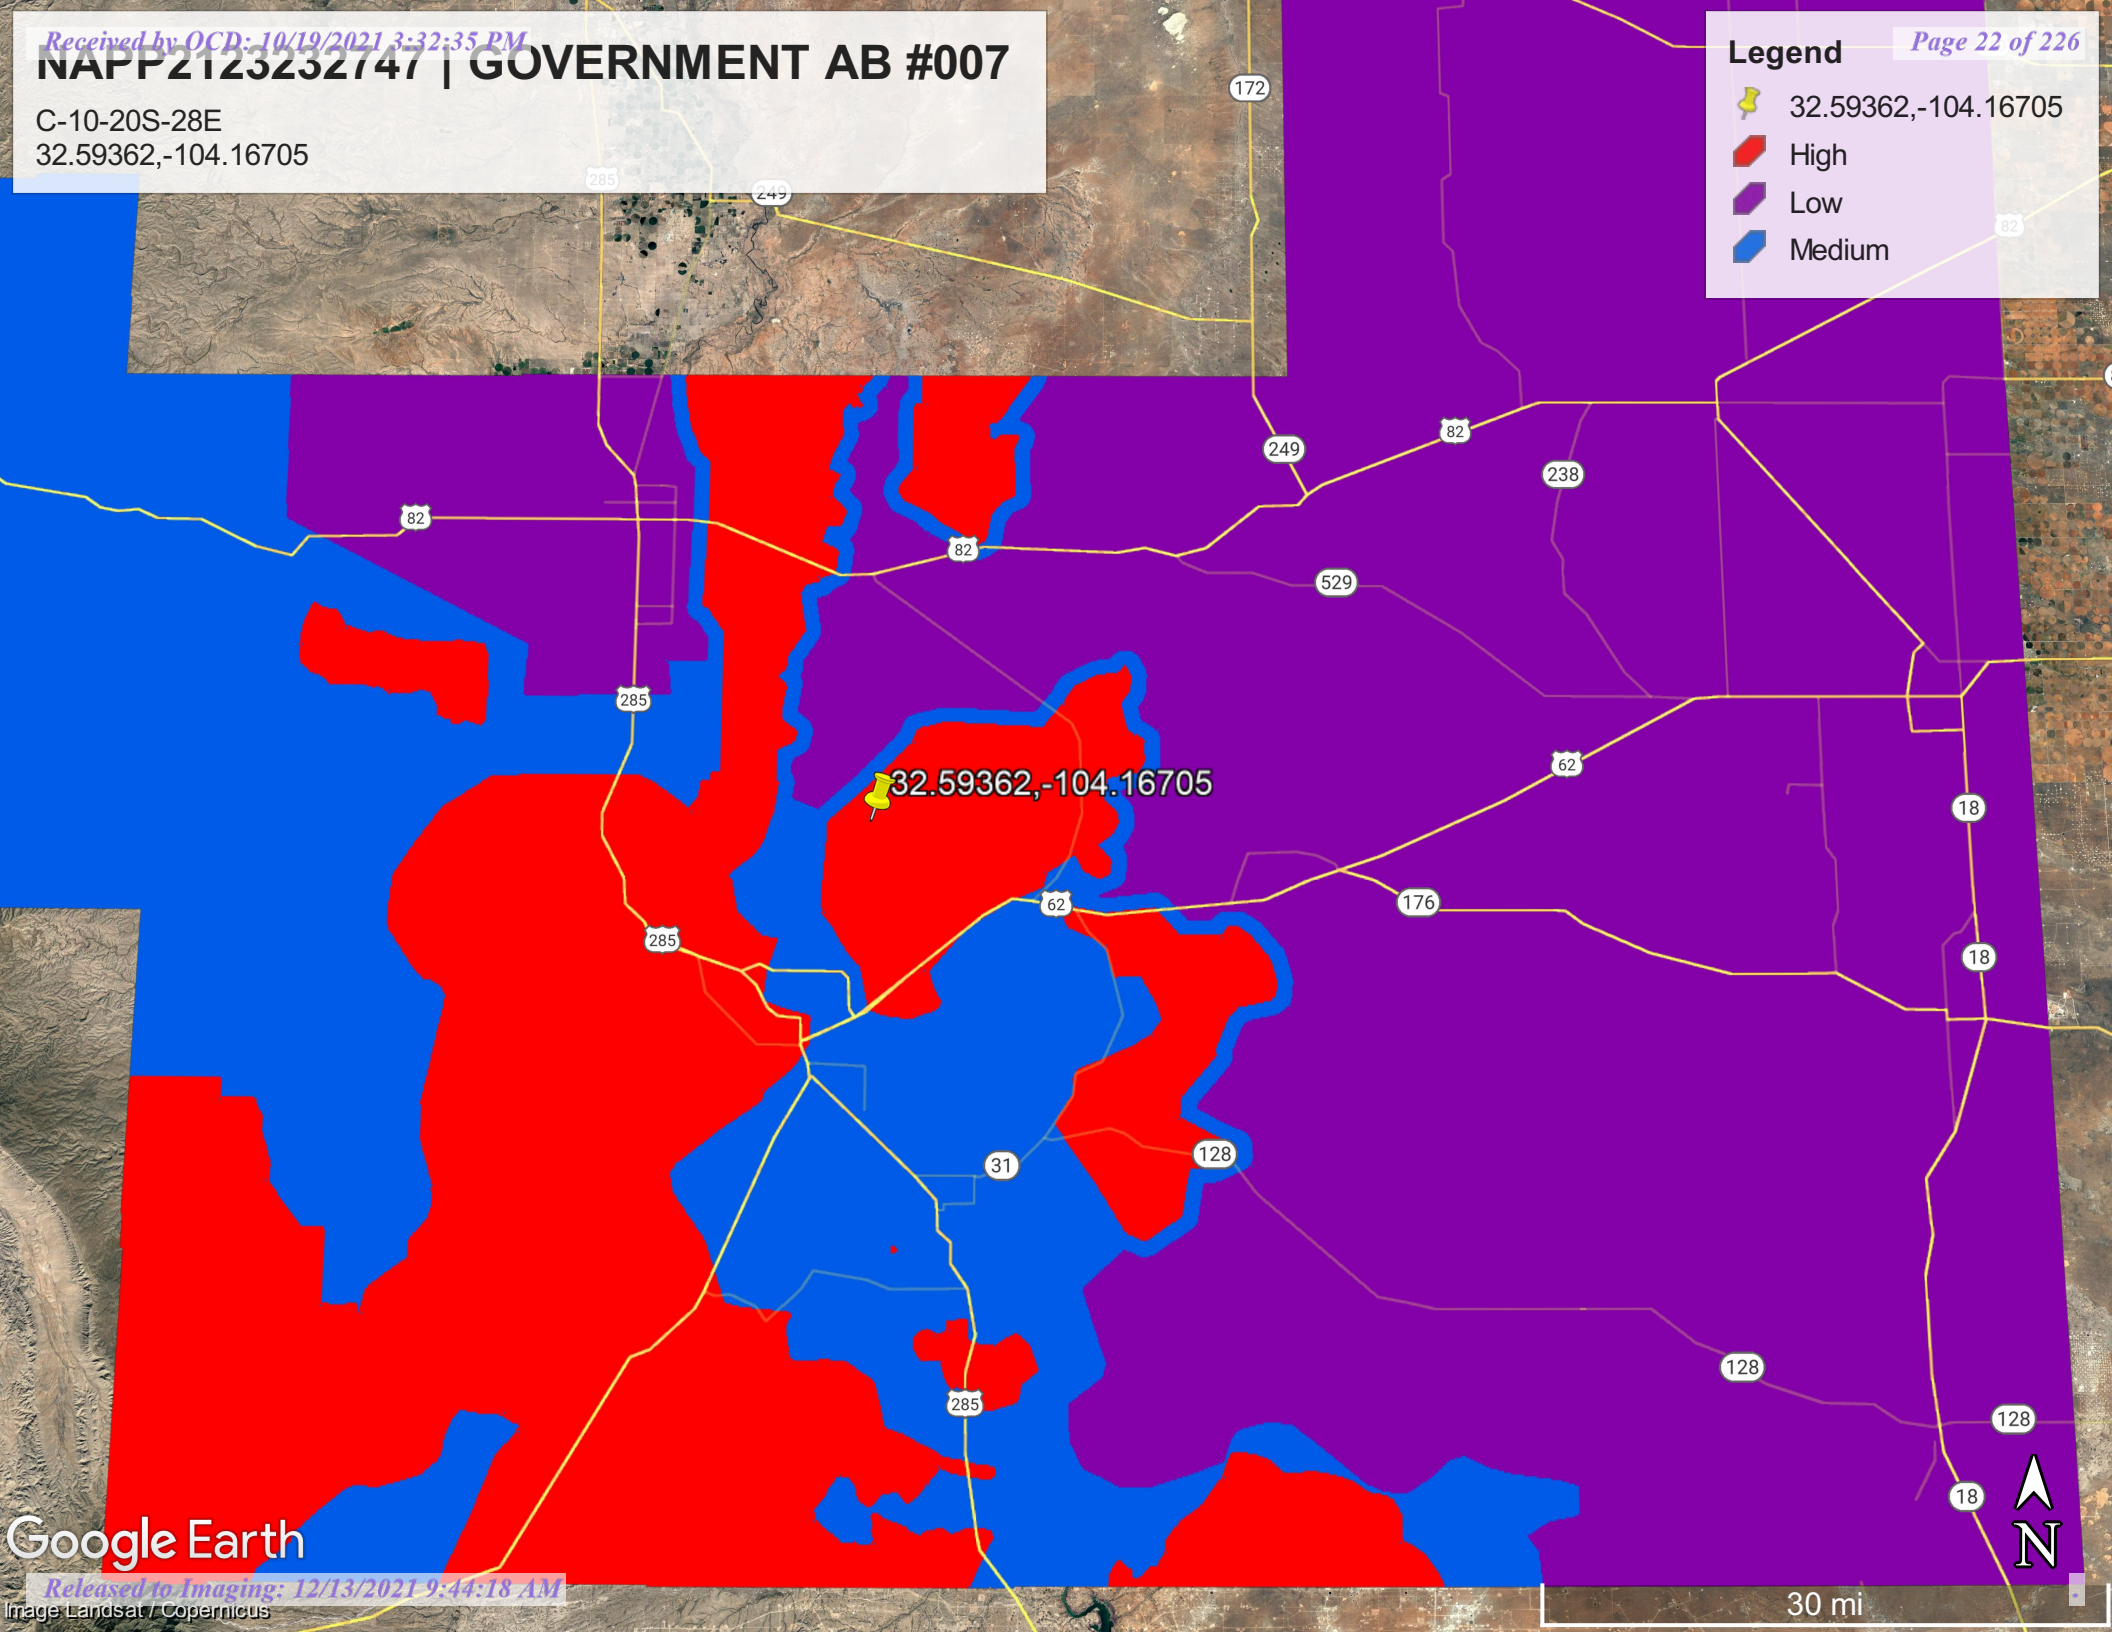 Received by OCD: 10/19/2021 3:32:35 PM
Page 22 of 226
NAPP2123232747 | GOVERNMENT AB #007
C-10-20S-28E
32.59362,-104.16705
Legend
32.59362,-104.16705
High
Low
Medium
172
285
249
82
249
82
238
82
82
529
285
62
32.59362,-104.16705
18
62
176
285
18
31
128
128
285
128
18
N
Google Earth
Released to Imaging: 12/13/2021 9:44:18 AM
Image Landsat / Copernicus
30 mi